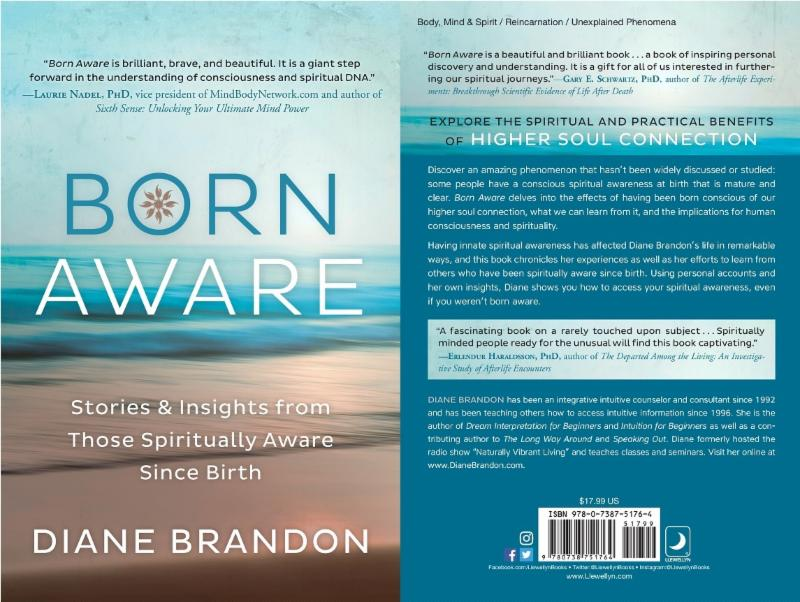 "Born Aware is brilliant, brave, and beautiful. It is a giant step
forward in the understanding of consciousness and spiritual DNA."
—Laurie Nadel, PhD, vice president of MindBodyNetwork.com and author of
Sixth Sense: Unlocking Your Ultimate Mind Power
BORN
AWARE
Stories & Insights from
Those Spiritually Aware
Since Birth
DIANE BRANDON
Body, Mind & Spirit / Reincarnation / Unexplained Phenomena
"Born Aware is a beautiful and brilliant book . . . a book of inspiring personal
discovery and understanding. It is a gift for all of us interested in further-
ing our spiritual journeys."—Gary E. Schwartz, PhD, author of The Afterlife Experi-
ments: Breakthrough Scientific Evidence of Life After Death
EXPLORE THE SPIRITUAL AND PRACTICAL BENEFITS
OF HIGHER SOUL CONNECTION
Discover an amazing phenomenon that hasn't been widely discussed or studied:
some people have a conscious spiritual awareness at birth that is mature and
clear. Born Aware delves into the effects of having been born conscious of our
higher soul connection, what we can learn from it, and the implications for human
consciousness and spirituality.
Having innate spiritual awareness has affected Diane Brandon's life in remarkable
ways, and this book chronicles her experiences as well as her efforts to learn from
others who have been spiritually aware since birth. Using personal accounts and
her own insights, Diane shows you how to access your spiritual awareness, even
if you weren't born aware.
"A fascinating book on a rarely touched upon subject . . . Spiritually
minded people ready for the unusual will find this book captivating."
—Erlendur Haraldsson, PhD, author of The Departed Among the Living: An Investiga-
tive Study of Afterlife Encounters
DIANE BRANDON has been an integrative intuitive counselor and consultant since 1992
and has been teaching others how to access intuitive information since 1996. She is the
author of Dream Interpretation for Beginners and Intuition for Beginners as well as a con-
tributing author to The Long Way Around and Speaking Out. Diane formerly hosted the
radio show "Naturally Vibrant Living" and teaches classes and seminars. Visit her online at
www.DianeBrandon.com.
$17.99 US
ISBN 978-0-7387-5176-4
51799
9 780738 751764
LLEWELLYN
Facebook.com/LlewellynBooks • Twitter:@LlewellynBooks • Instagram:@LlewellynBooks
www.Llewellyn.com